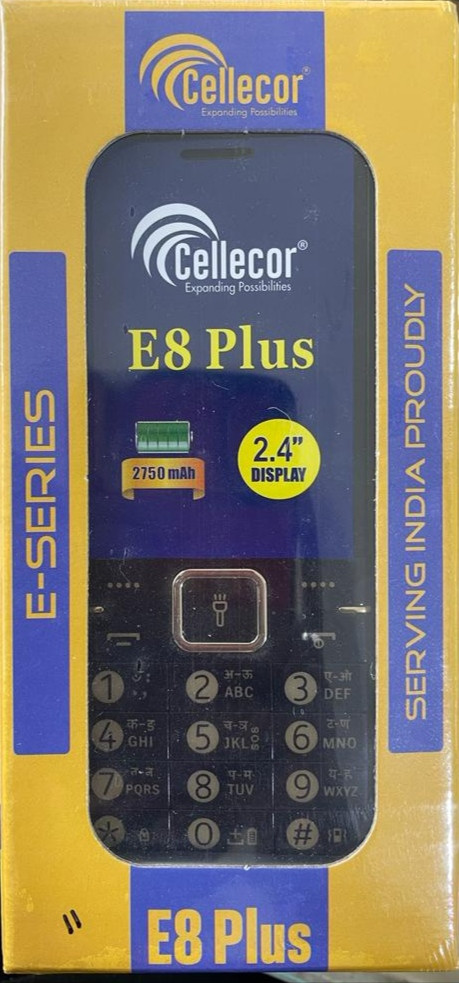 Cellecor®
Expanding Possibilities
Cellecor®
Expanding Possibilities
E8 Plus
2750 mAh
2.4”
DISPLAY
E-SERIES
SERVING INDIA PROUDLY
1
2 अ-ऊ ABC
3 ए-ओ DEF
4 क-ङ GHI
5 च-ञ JKL SOS
6 ट-ण MNO
7 त-न PQRS
8 प-म TUV
9 य-ह WXYZ
*
0
#
E8 Plus